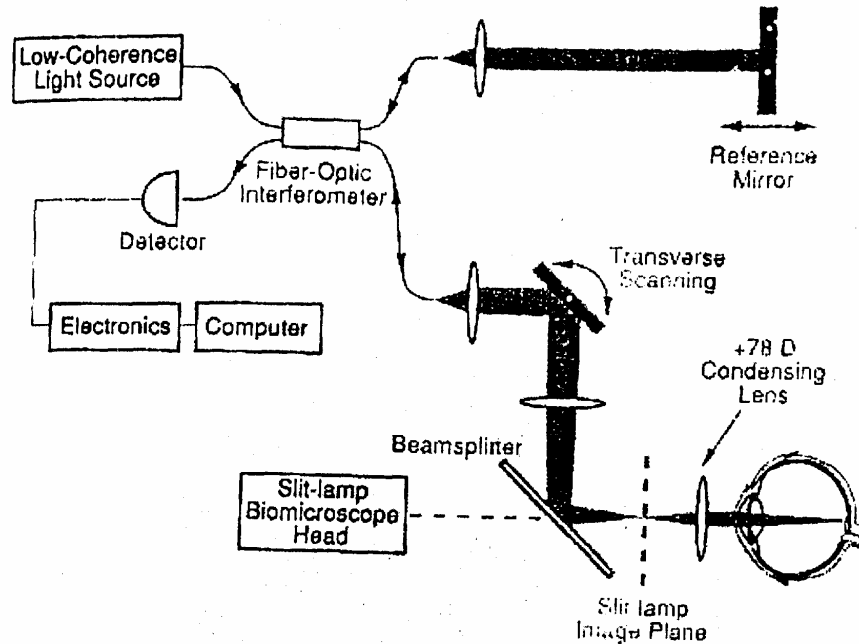 Low-Coherence
Light Source
Fiber-Optic
Interferometer
Reference
Mirror
Detector
Transverse
Scanning
Electronics
Computer
+78 D
Condensing
Lens
Beamsplitter
Slit-lamp
Biomicroscope
Head
Slit-lamp
Image Plane